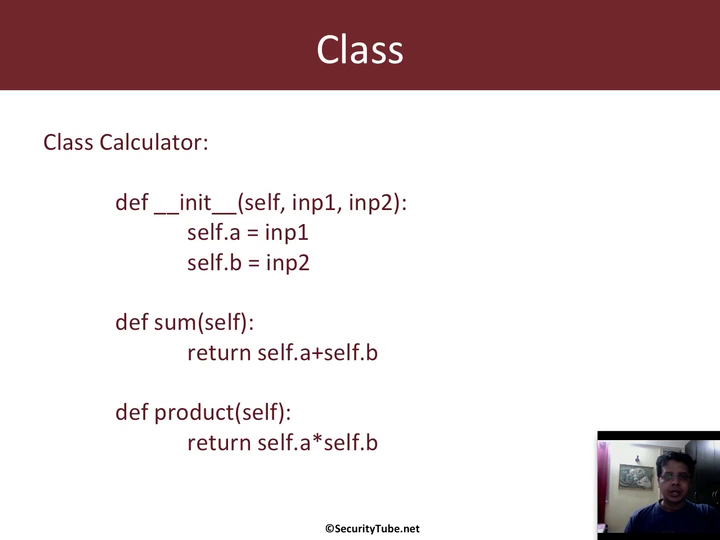 Class
Class Calculator:
def __init__(self, inp1, inp2):
self.a = inp1
self.b = inp2
def sum(self):
return self.a+self.b
def product(self):
return self.a*self.b
©SecurityTube.net